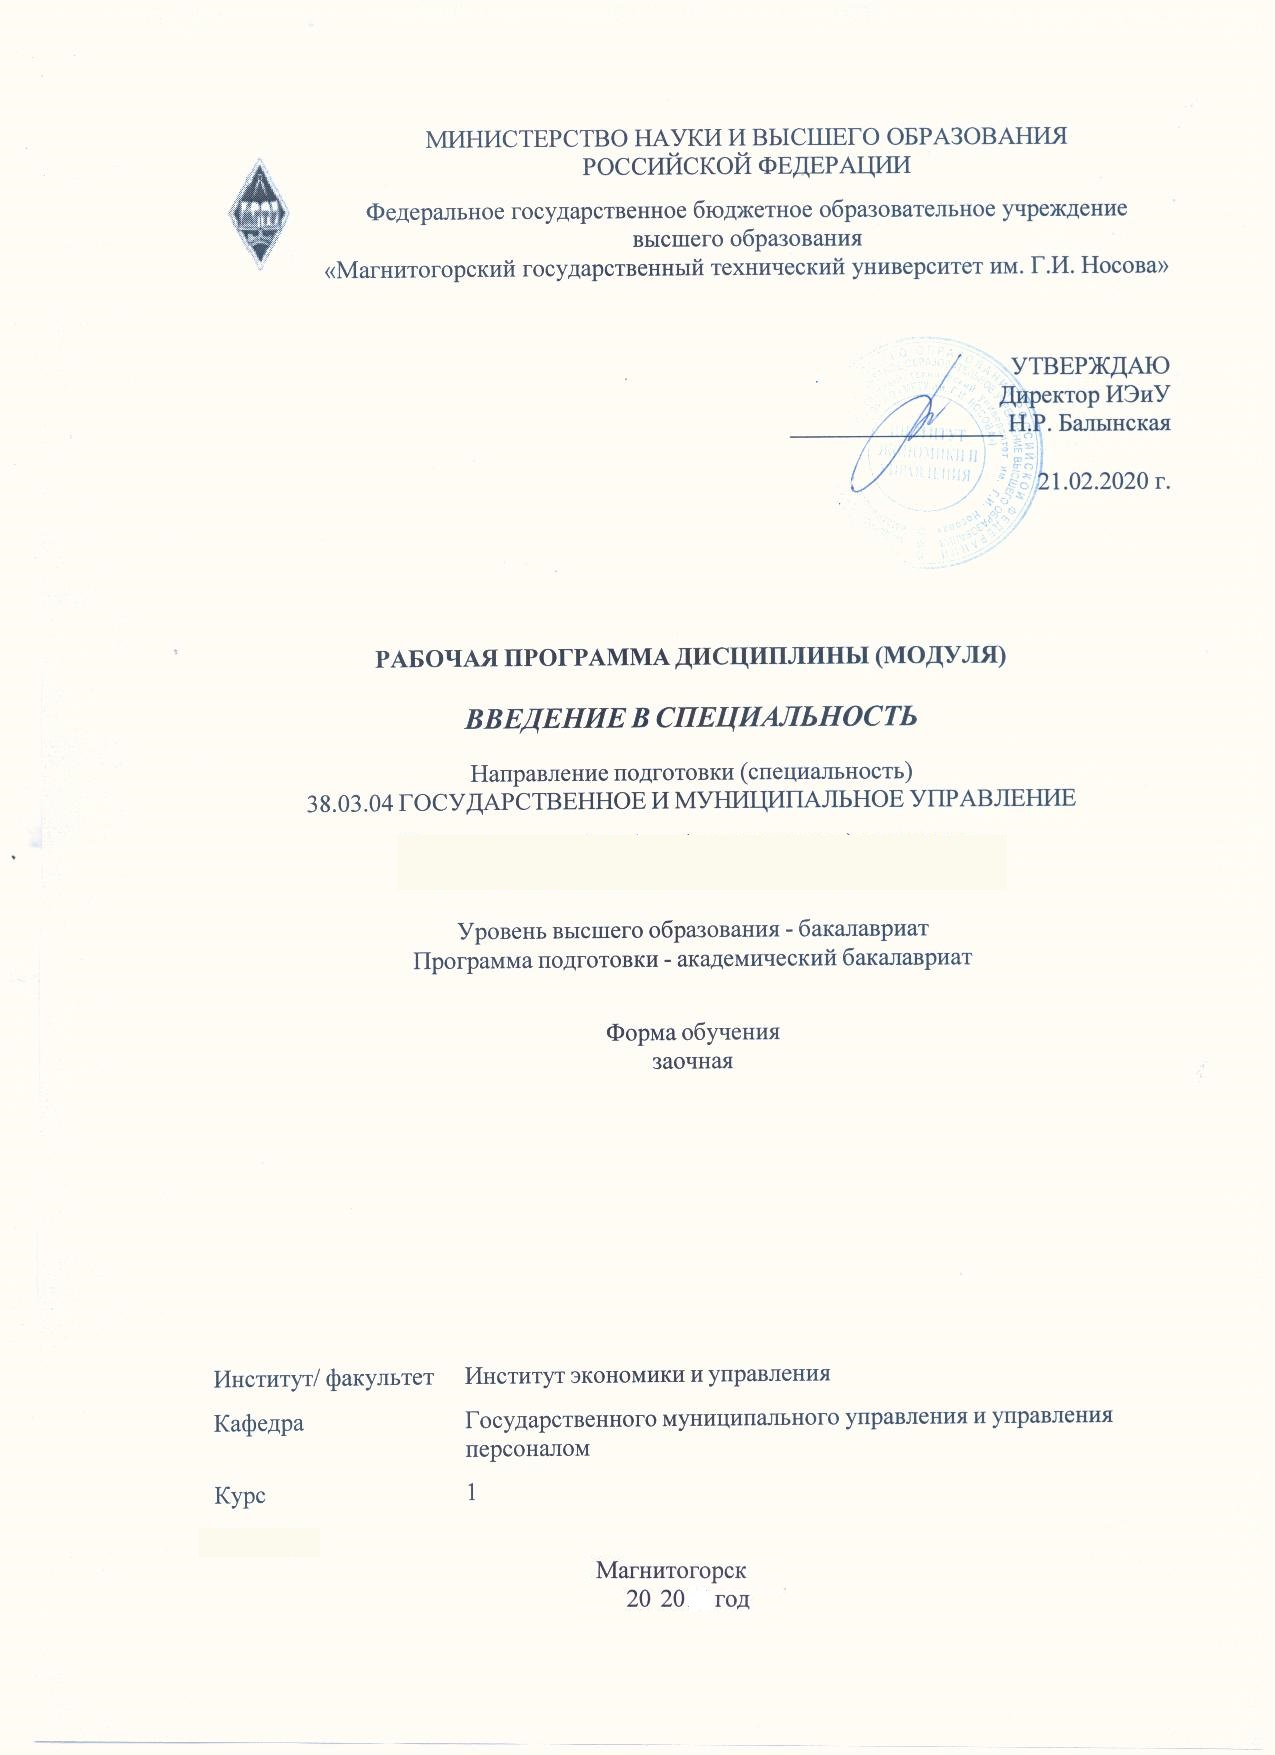 МИНИСТЕРСТВО НАУКИ И ВЫСШЕГО ОБРАЗОВАНИЯ
РОССИЙСКОЙ ФЕДЕРАЦИИ
Федеральное государственное бюджетное образовательное учреждение
высшего образования
«Магнитогорский государственный технический университет им. Г.И. Носова»
УТВЕРЖДАЮ
Директор ИЭиУ
Н.Р. Балынская
ИНСТИТУТ
ЭКОНОМИКИ И
УПРАВЛЕНИЯ
21.02.2020 г.
РАБОЧАЯ ПРОГРАММА ДИСЦИПЛИНЫ (МОДУЛЯ)
ВВЕДЕНИЕ В СПЕЦИАЛЬНОСТЬ
Направление подготовки (специальность)
38.03.04 ГОСУДАРСТВЕННОЕ И МУНИЦИПАЛЬНОЕ УПРАВЛЕНИЕ
Уровень высшего образования - бакалавриат
Программа подготовки - академический бакалавриат
Форма обучения
заочная
Институт/ факультет Институт экономики и управления
Кафедра Государственного муниципального управления и управления
персоналом
Курс 1
Магнитогорск
20 20 год